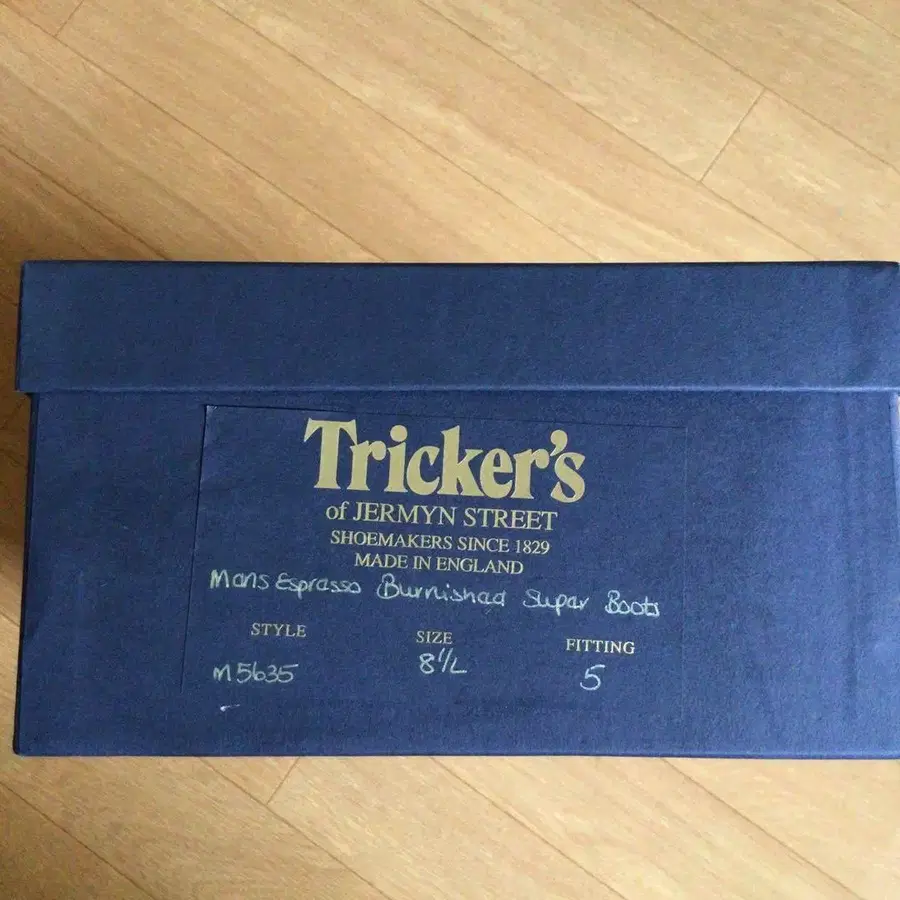 Tricker's
of JERMYN STREET
SHOEMAKERS SINCE 1829
MADE IN ENGLAND
Mans Espresso Burnished Super Boots
STYLE SIZE FITTING
M5635 8½ 5